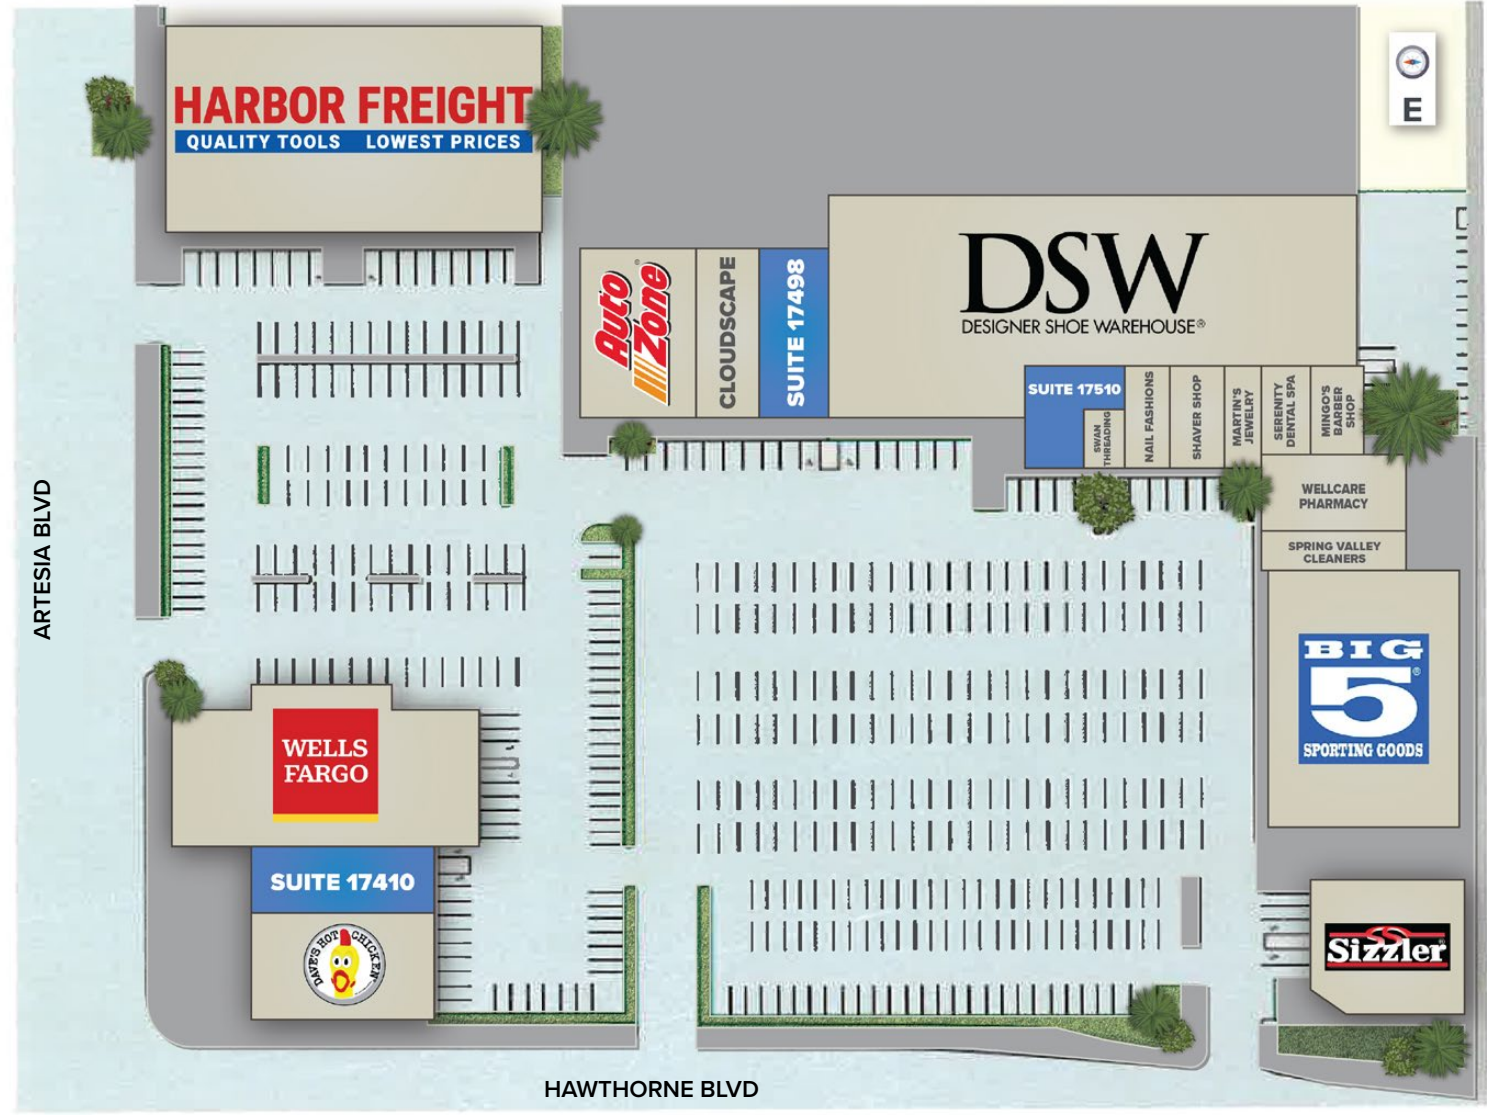 HARBOR FREIGHT
QUALITY TOOLS LOWEST PRICES
E
Auto
Zone
CLOUDSCAPE
SUITE 17498
DSW
DESIGNER SHOE WAREHOUSE®
SUITE 17510
SWAN
THREADING
NAIL FASHIONS
SHAVER SHOP
MARTIN'S
JEWELRY
SERENITY
DENTAL SPA
MINGO'S
BARBER
SHOP
WELLCARE
PHARMACY
SPRING VALLEY
CLEANERS
BIG
5®
SPORTING GOODS
ARTESIA BLVD
WELLS
FARGO
SUITE 17410
DAVE'S HOT CHICKEN
Sizzler
HAWTHORNE BLVD